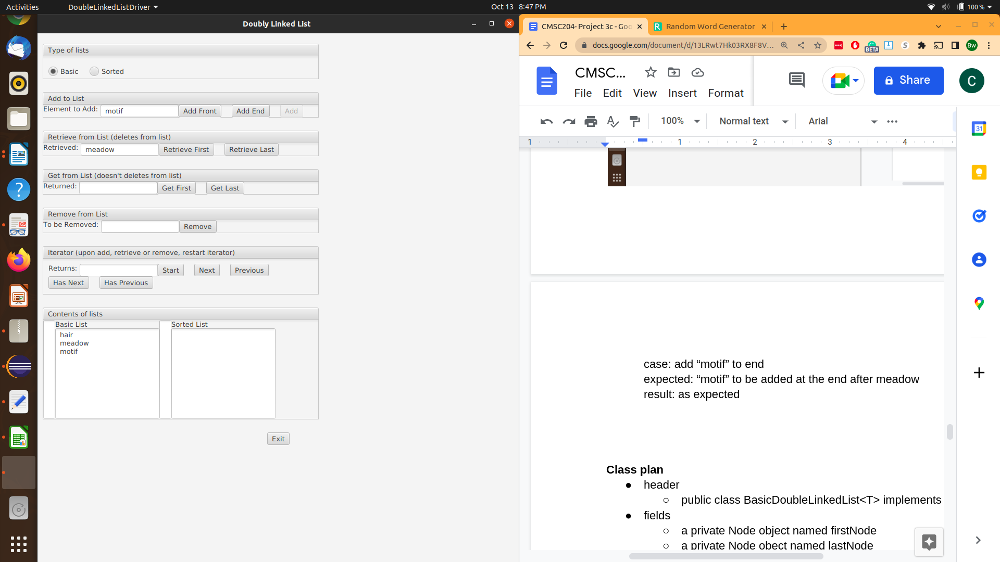 Activities
DoubleLinkedListDriver
Oct 13 8:47 PM
100 %
Doubly Linked List
Type of lists
Basic
Sorted
Add to List
Element to Add: motif Add Front Add End Add
Retrieve from List (deletes from list)
Retrieved: meadow Retrieve First Retrieve Last
Get from List (doesn't deletes from list)
Returned: Get First Get Last
Remove from List
To be Removed: Remove
Iterator (upon add, retrieve or remove, restart iterator)
Returns: Start Next Previous
Has Next Has Previous
Contents of lists
Basic List
hair
meadow
motif
Sorted List
Exit
CMSC204- Project 3c - Goo
Random Word Generator
docs.google.com/document/d/13LRwt7Hk03RX8F8V...
BETA
Bw
CMSC...
File Edit View Insert Format
Share
C
100% Normal text Arial
1 1 2 3 4
31
case: add “motif” to end
expected: “motif” to be added at the end after meadow
result: as expected
Class plan
● header
○ public class BasicDoubleLinkedList<T> implements
● fields
○ a private Node object named firstNode
○ a private Node obect named lastNode